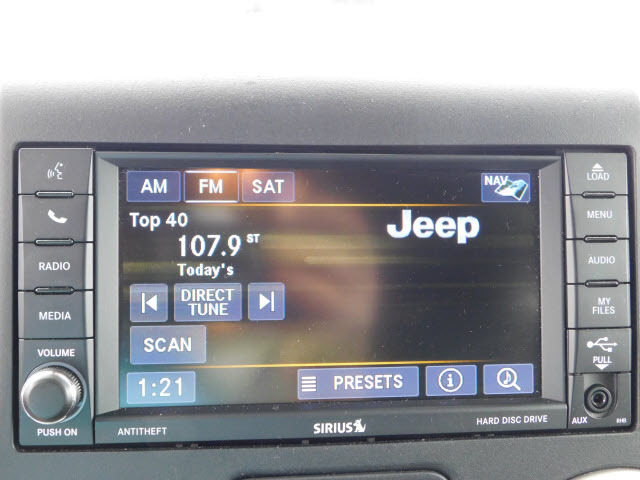 AM FM SAT NAV
Top 40
107.9 ST
Today's
Jeep
DIRECT
TUNE
SCAN
1:21
PRESETS
RADIO
MEDIA
VOLUME
PUSH ON
LOAD
MENU
AUDIO
MY
FILES
PULL
AUX
RHB
ANTITHEFT
SIRIUS
HARD DISC DRIVE